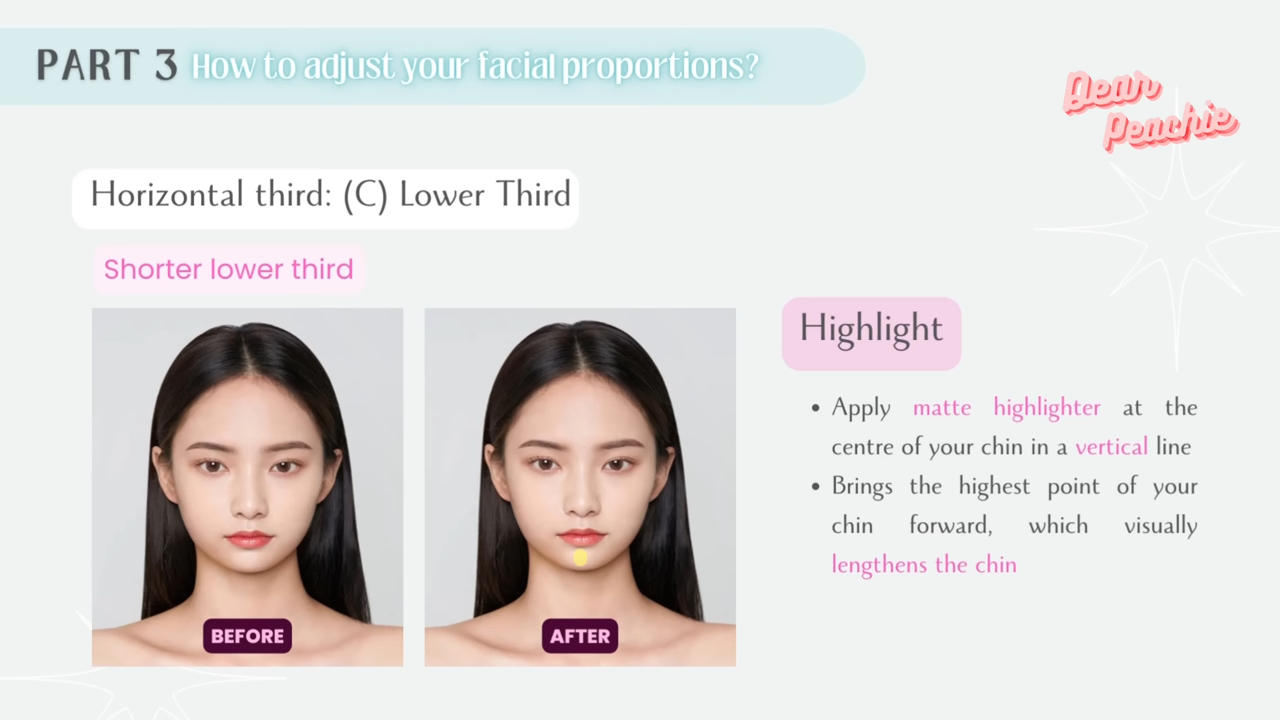 PART 3 How to adjust your facial proportions?
Dear
Peachie
Horizontal third: (C) Lower Third
Shorter lower third
BEFORE
AFTER
Highlight
• Apply matte highlighter at the
centre of your chin in a vertical line
• Brings the highest point of your
chin forward, which visually
lengthens the chin